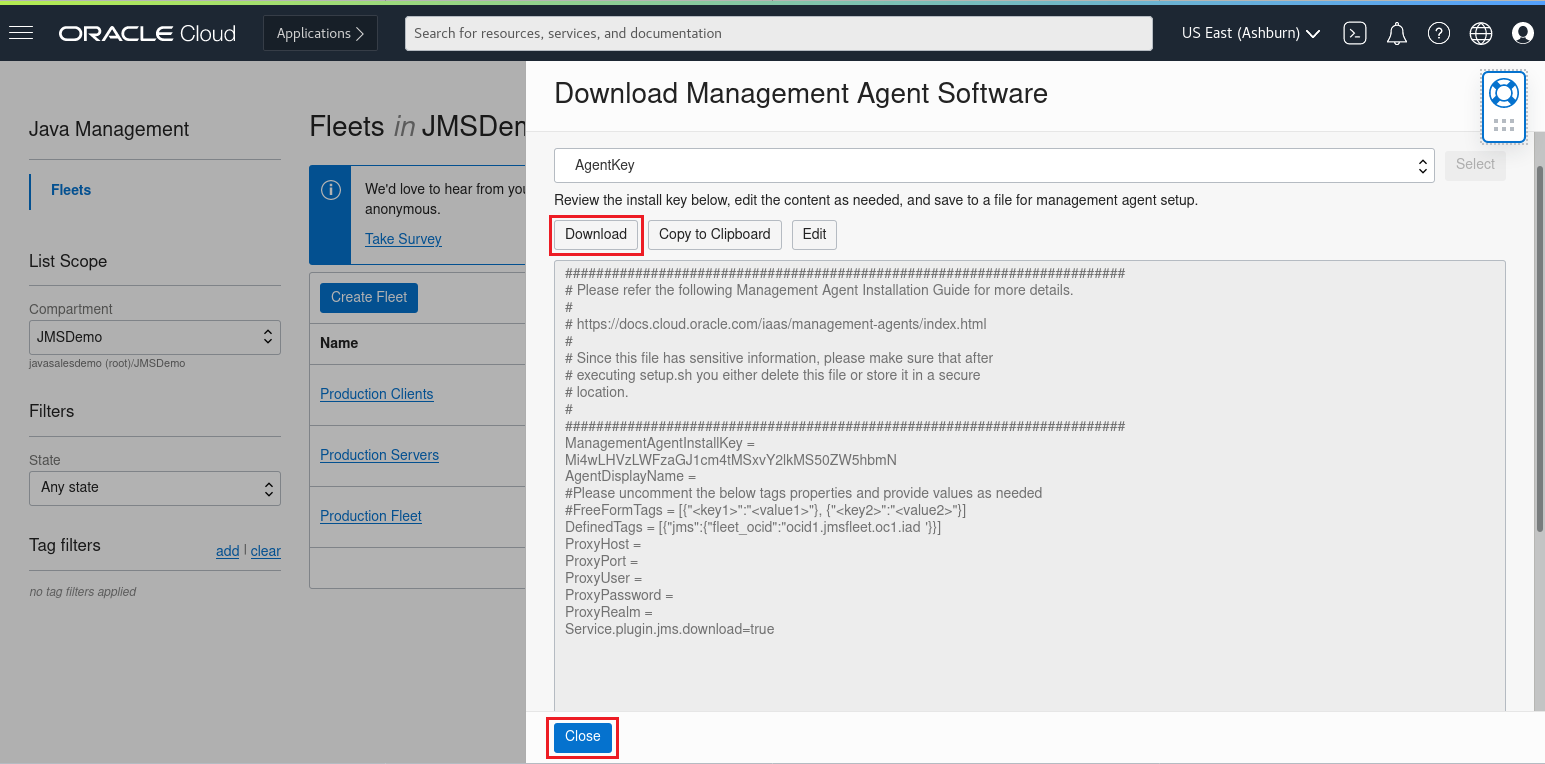 ORACLE Cloud
Applications
Search for resources, services, and documentation
US East (Ashburn)
Java Management
Fleets
List Scope
Compartment
JMSDemo
javasalesdemo (root)/JMSDemo
Filters
State
Any state
Tag filters
add | clear
no tag filters applied
Fleets in JMSDem
We'd love to hear from you
anonymous.
Take Survey
Create Fleet
Name
Production Clients
Production Servers
Production Fleet
Download Management Agent Software
AgentKey
Select
Review the install key below, edit the content as needed, and save to a file for management agent setup.
Download
Copy to Clipboard
Edit
########################################################################
# Please refer the following Management Agent Installation Guide for more details.
#
# https://docs.cloud.oracle.com/iaas/management-agents/index.html
#
# Since this file has sensitive information, please make sure that after
# executing setup.sh you either delete this file or store it in a secure
# location.
#
########################################################################
ManagementAgentInstallKey =
Mi4wLHVzLWFzaGJ1cm4tMSxvY2lkMS50ZW5hbmN
AgentDisplayName =
#Please uncomment the below tags properties and provide values as needed
#FreeFormTags = [{"<key1>":"<value1>"}, {"<key2>":"<value2>"}]
DefinedTags = [{"jms":{"fleet_ocid":"ocid1.jmsfleet.oc1.iad '}}]
ProxyHost =
ProxyPort =
ProxyUser =
ProxyPassword =
ProxyRealm =
Service.plugin.jms.download=true
Close